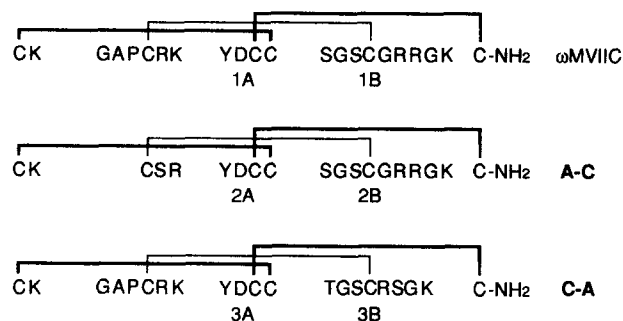 CK GAPCRK YDCC SGSCGRRGK C-NH2 ωMVIIC
1A 1B
CK CSR YDCC SGSCGRRGK C-NH2 A-C
2A 2B
CK GAPCRK YDCC TGSCRSGK C-NH2 C-A
3A 3B